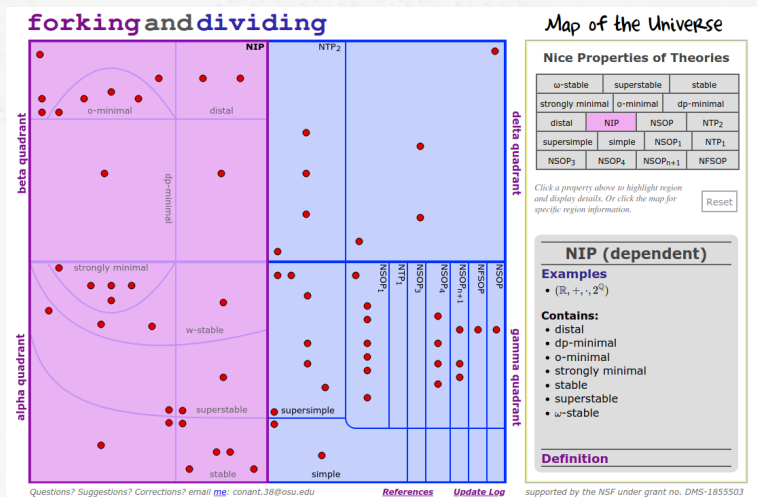 forking and dividing
Map of the Universe
NIP
NTP₂
o-minimal
distal
beta quadrant
delta quadrant
dp-minimal
strongly minimal
w-stable
superstable
stable
alpha quadrant
gamma quadrant
NSOP₁
NTP₁
NSOP₃
NSOP₄
NSOPₙ₊₁
NFSOP
NSOP
supersimple
simple
Nice Properties of Theories
ω-stable superstable stable
strongly minimal o-minimal dp-minimal
distal NIP NSOP NTP₂
supersimple simple NSOP₁ NTP₁
NSOP₃ NSOP₄ NSOPₙ₊₁ NFSOP
Click a property above to highlight region
and display details. Or click the map for
specific region information.
Reset
NIP (dependent)
Examples
• (ℝ, +, ·, 2^ℚ)
Contains:
• distal
• dp-minimal
• o-minimal
• strongly minimal
• stable
• superstable
• ω-stable
Definition
Questions? Suggestions? Corrections? email me: conant.38@osu.edu
References Update Log
supported by the NSF under grant no. DMS-1855503